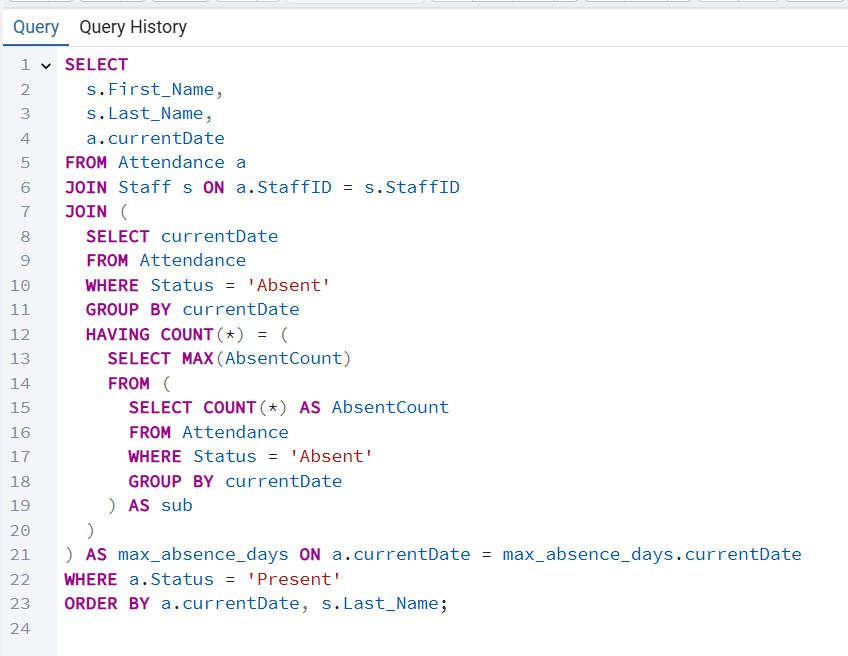 Query Query History
1 SELECT
2 s.First_Name,
3 s.Last_Name,
4 a.currentDate
5 FROM Attendance a
6 JOIN Staff s ON a.StaffID = s.StaffID
7 JOIN (
8 SELECT currentDate
9 FROM Attendance
10 WHERE Status = 'Absent'
11 GROUP BY currentDate
12 HAVING COUNT(*) = (
13 SELECT MAX(AbsentCount)
14 FROM (
15 SELECT COUNT(*) AS AbsentCount
16 FROM Attendance
17 WHERE Status = 'Absent'
18 GROUP BY currentDate
19 ) AS sub
20 )
21 ) AS max_absence_days ON a.currentDate = max_absence_days.currentDate
22 WHERE a.Status = 'Present'
23 ORDER BY a.currentDate, s.Last_Name;
24